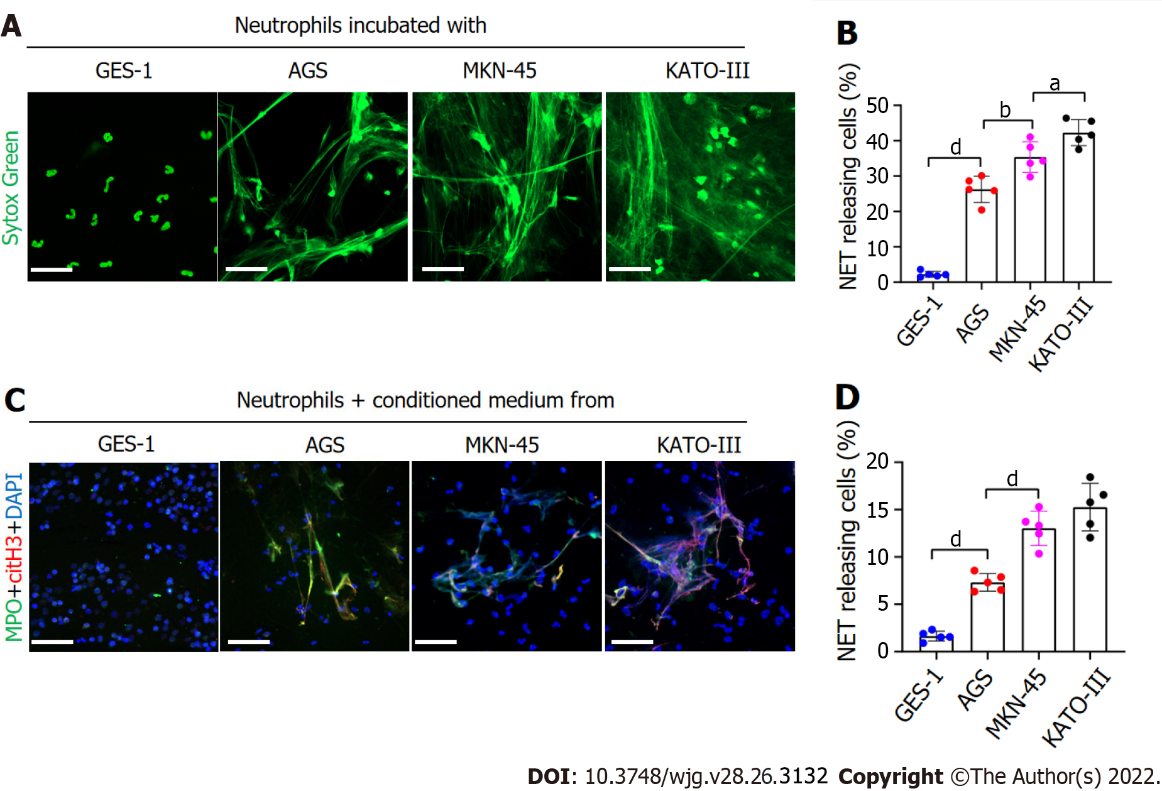 A
Neutrophils incubated with
GES-1 AGS MKN-45 KATO-III
Sytox Green
B
NET releasing cells (%)
50
40
30
20
10
0
d
b
a
GES-1
AGS
MKN-45
KATO-III
C
Neutrophils + conditioned medium from
GES-1 AGS MKN-45 KATO-III
MPO+citH3+DAPI
D
NET releasing cells (%)
20
15
10
5
0
d
d
GES-1
AGS
MKN-45
KATO-III
DOI: 10.3748/wjg.v28.26.3132 Copyright ©The Author(s) 2022.